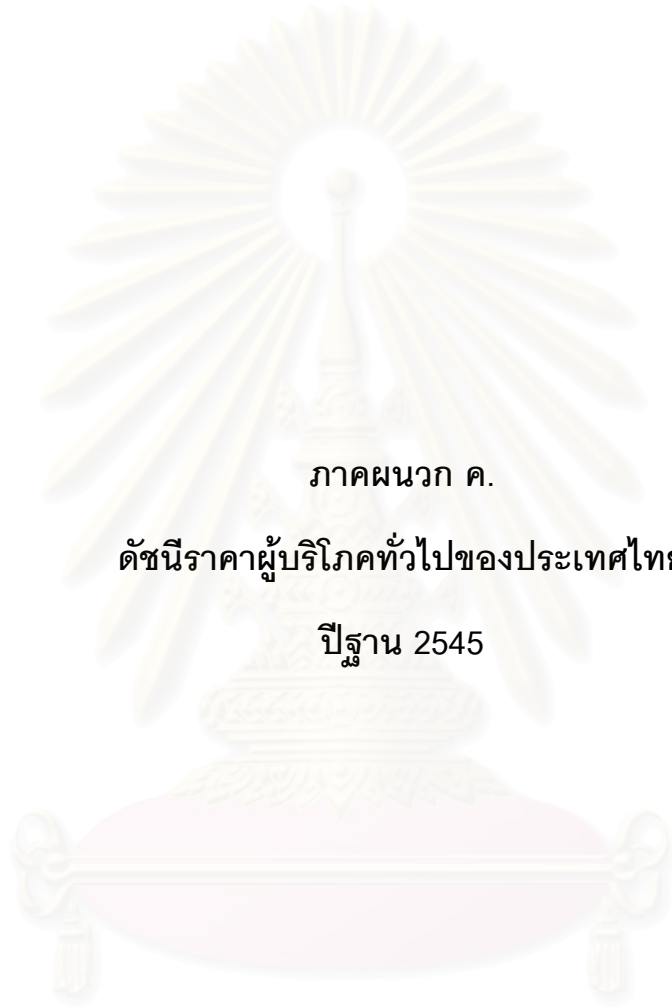 ภาคผนวก ค.
ดัชนีราคาผู้บริโภคทั่วไปของประเทศไทย
ปีฐาน 2545